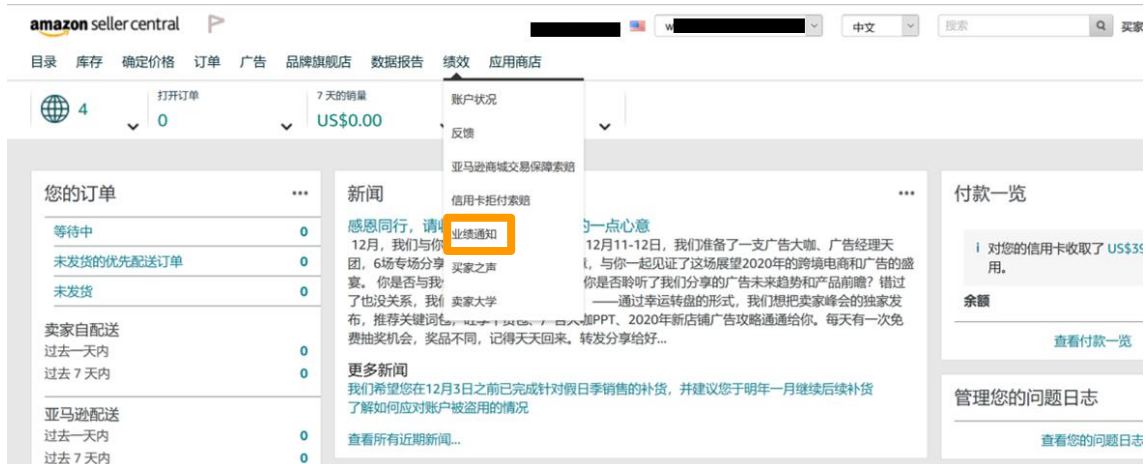 amazon seller central
w
中文
搜索
买家
目录 库存 确定价格 订单 广告 品牌旗舰店 数据报告 绩效 应用商店
4
打开订单
0
7 天的销量
US$0.00
账户状况
反馈
亚马逊商城交易保障索赔
信用卡拒付索赔
业绩通知
买家之声
卖家大学
您的订单
等待中 0
未发货的优先配送订单 0
未发货 0
卖家自配送
过去一天内 0
过去 7 天内 0
亚马逊配送
过去一天内 0
过去 7 天内 0
新闻
感恩同行，请收 的一点心意
12月，我们与你 12月11-12日，我们准备了一支广告大咖、广告经理天
团，6场专场分享 ，与你一起见证了这场展望2020年的跨境电商和广告的盛
宴。 你是否与我 你是否聆听了我们分享的广告未来趋势和产品前瞻？错过
了也没关系，我们 ——通过幸运转盘的形式，我们想把卖家峰会的独家发
布，推荐关键词包，旺季干货包、广告大咖PPT、2020年新店铺广告攻略通通给你。每天有一次免
费抽奖机会，奖品不同，记得天天回来。转发分享给好...
更多新闻
我们希望您在12月3日之前已完成针对假日季销售的补货，并建议您于明年一月继续后续补货
了解如何应对账户被盗用的情况
查看所有近期新闻...
付款一览
对您的信用卡收取了 US$39
用。
余额
查看付款一览
管理您的问题日志
查看您的问题日志